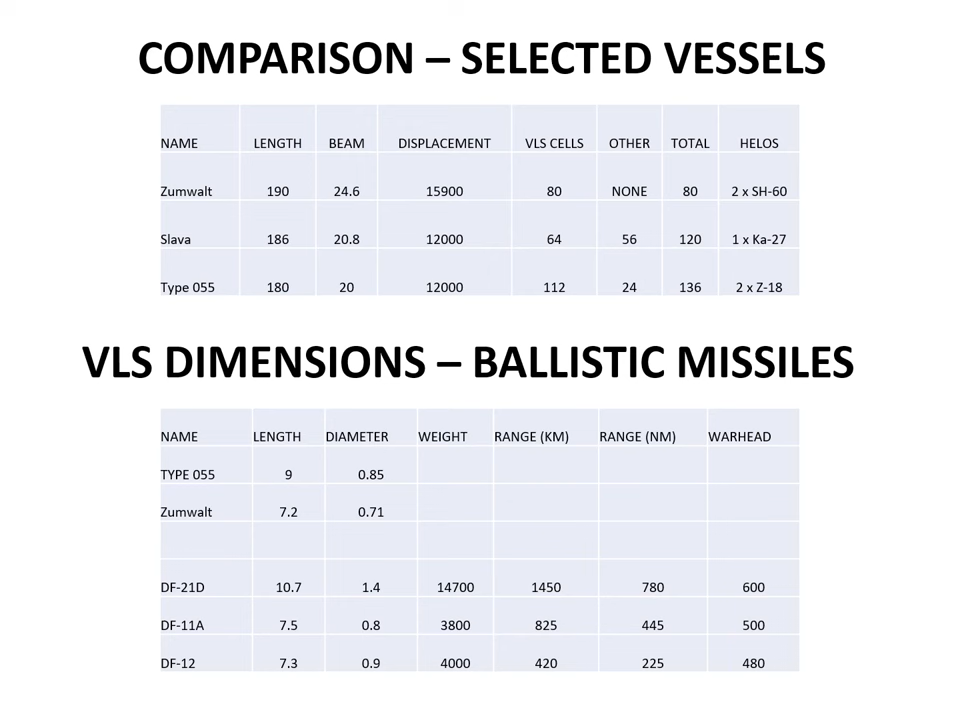 COMPARISON – SELECTED VESSELS
NAME LENGTH BEAM DISPLACEMENT VLS CELLS OTHER TOTAL HELOS
Zumwalt 190 24.6 15900 80 NONE 80 2 x SH-60
Slava 186 20.8 12000 64 56 120 1 x Ka-27
Type 055 180 20 12000 112 24 136 2 x Z-18
VLS DIMENSIONS – BALLISTIC MISSILES
NAME LENGTH DIAMETER WEIGHT RANGE (KM) RANGE (NM) WARHEAD
TYPE 055 9 0.85
Zumwalt 7.2 0.71
DF-21D 10.7 1.4 14700 1450 780 600
DF-11A 7.5 0.8 3800 825 445 500
DF-12 7.3 0.9 4000 420 225 480